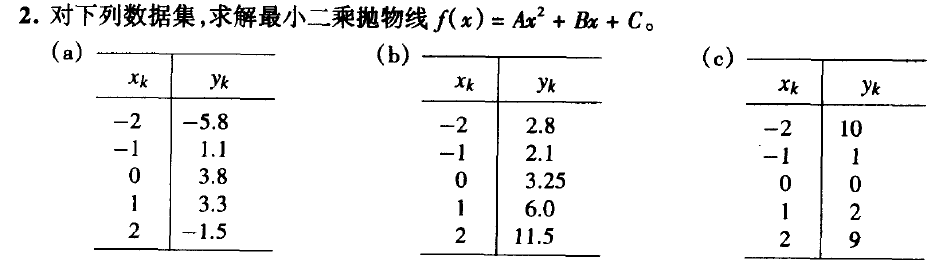 2. 对下列数据集,求解最小二乘抛物线 f(x) = Ax² + Bx + C。
(a) (b) (c)
x_k y_k x_k y_k x_k y_k
−2 −5.8 −2 2.8 −2 10
−1 1.1 −1 2.1 −1 1
0 3.8 0 3.25 0 0
1 3.3 1 6.0 1 2
2 −1.5 2 11.5 2 9